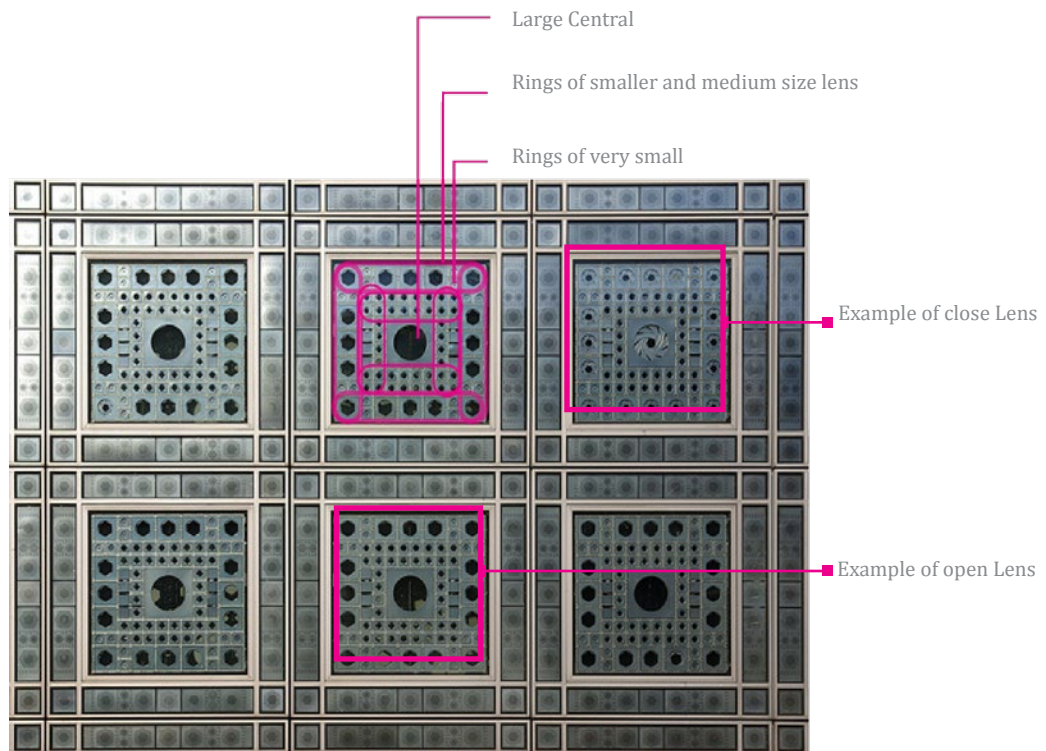 Large Central
Rings of smaller and medium size lens
Rings of very small
Example of close Lens
Example of open Lens